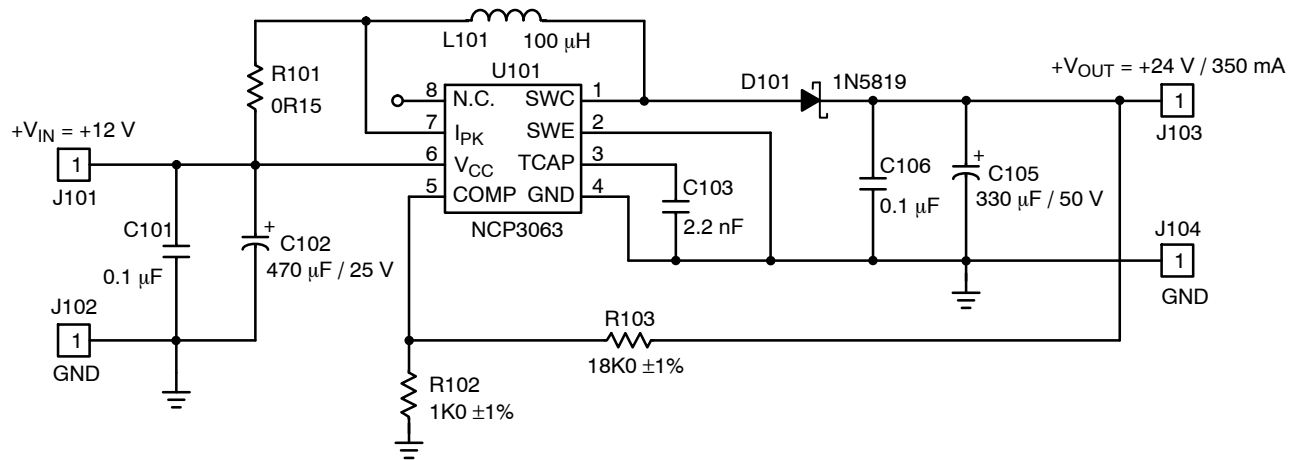 L101 100 μH
R101
0R15
U101
8 N.C. SWC 1
7 IPK SWE 2
6 VCC TCAP 3
5 COMP GND 4
NCP3063
D101 1N5819
+VOUT = +24 V / 350 mA
1
J103
+VIN = +12 V
1
J101
C101
0.1 μF
+
C102
470 μF / 25 V
C103
2.2 nF
C106
0.1 μF
+
C105
330 μF / 50 V
J104
1
GND
J102
1
GND
R103
18K0 ±1%
R102
1K0 ±1%